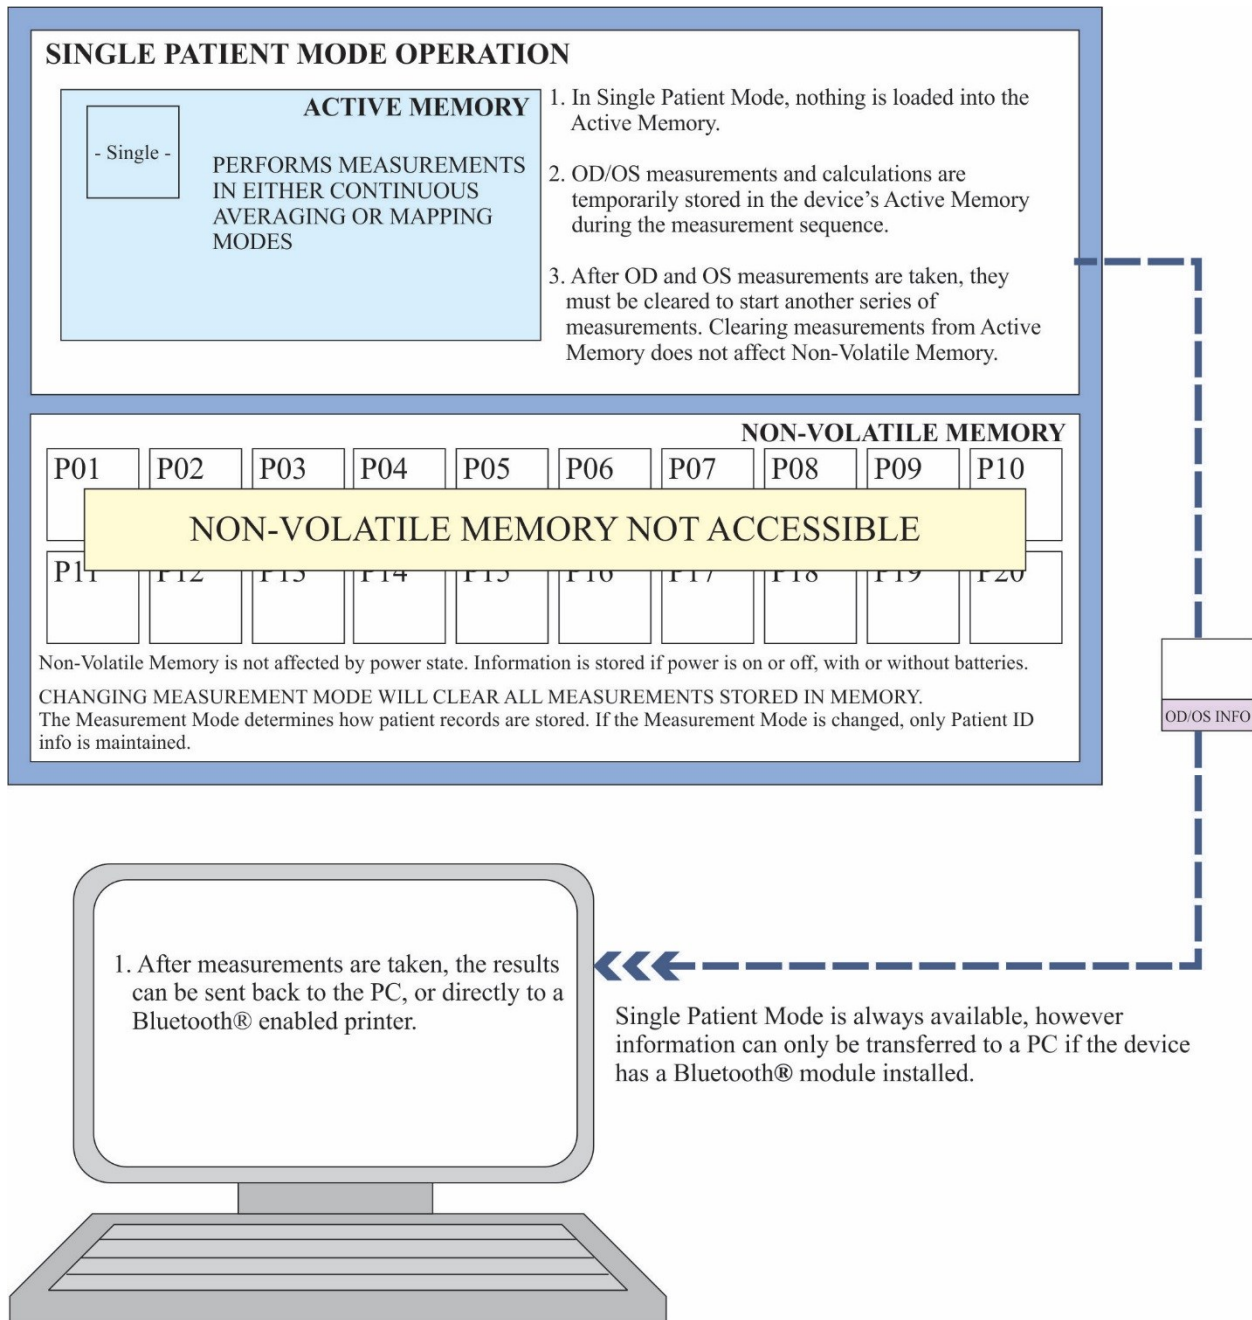 SINGLE PATIENT MODE OPERATION
ACTIVE MEMORY
- Single -
PERFORMS MEASUREMENTS
IN EITHER CONTINUOUS
AVERAGING OR MAPPING
MODES
1. In Single Patient Mode, nothing is loaded into the
Active Memory.
2. OD/OS measurements and calculations are
temporarily stored in the device's Active Memory
during the measurement sequence.
3. After OD and OS measurements are taken, they
must be cleared to start another series of
measurements. Clearing measurements from Active
Memory does not affect Non-Volatile Memory.
NON-VOLATILE MEMORY
P01 P02 P03 P04 P05 P06 P07 P08 P09 P10
NON-VOLATILE MEMORY NOT ACCESSIBLE
P11 P12 P13 P14 P15 P16 P17 P18 P19 P20
Non-Volatile Memory is not affected by power state. Information is stored if power is on or off, with or without batteries.
CHANGING MEASUREMENT MODE WILL CLEAR ALL MEASUREMENTS STORED IN MEMORY.
The Measurement Mode determines how patient records are stored. If the Measurement Mode is changed, only Patient ID
info is maintained.
OD/OS INFO
1. After measurements are taken, the results
can be sent back to the PC, or directly to a
Bluetooth® enabled printer.
Single Patient Mode is always available, however
information can only be transferred to a PC if the device
has a Bluetooth® module installed.